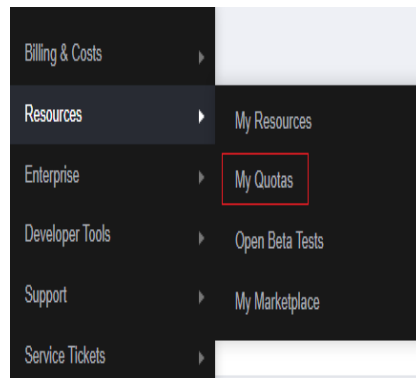 Billing & Costs
Resources
Enterprise
Developer Tools
Support
Service Tickets
My Resources
My Quotas
Open Beta Tests
My Marketplace